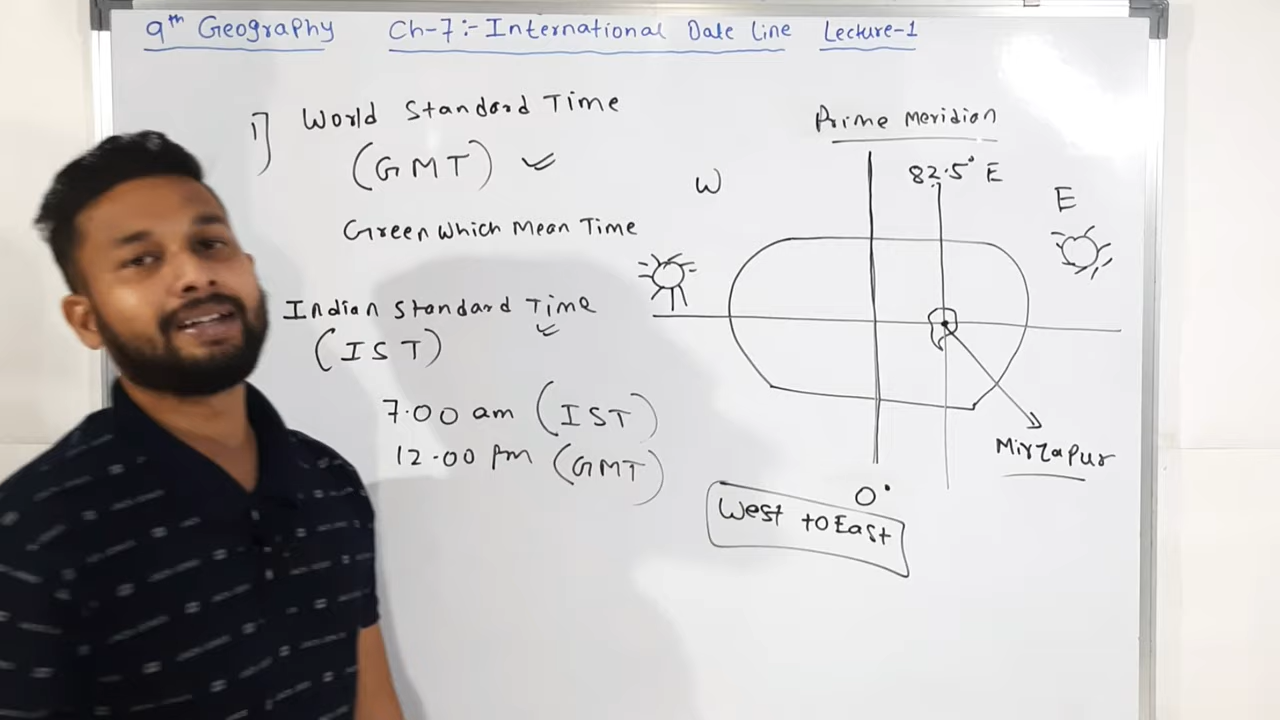 9th Geography Ch-7:- International Date Line Lecture-1
1] World Standard Time
(GMT)
Green Which Mean Time
Indian Standard Time
(IST)
7.00 am (IST)
12.00 Pm (GMT)
Prime Meridian
82.5° E
W
E
Mirzapur
0°
West to East